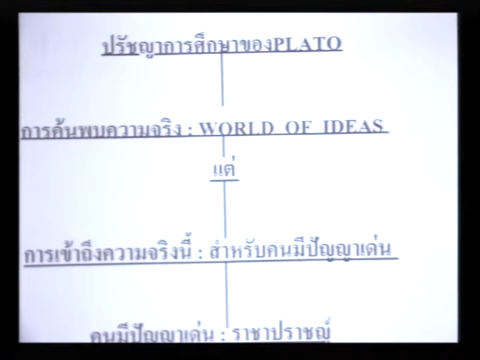 ปรัชญาการศึกษาของPLATO
การค้นพบความจริง : WORLD OF IDEAS
แต่
การเข้าถึงความจริงนี้ : สำหรับคนมีปัญญาเด่น
คนมีปัญญาเด่น : ราชาปราชญ์